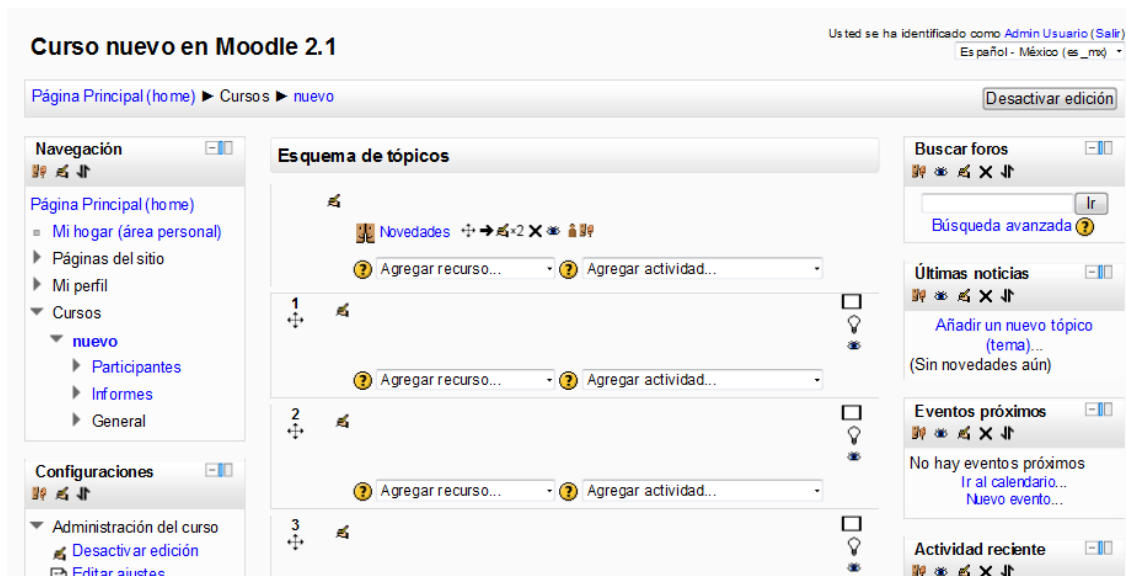 Curso nuevo en Moodle 2.1
Usted se ha identificado como Admin Usuario (Salir)
Español - México (es_mx)
Página Principal (home) ► Cursos ► nuevo
Desactivar edición
Navegación
Página Principal (home)
Mi hogar (área personal)
Páginas del sitio
Mi perfil
Cursos
nuevo
Participantes
Informes
General
Configuraciones
Administración del curso
Desactivar edición
Editar ajustes
Esquema de tópicos
Novedades ×2
Agregar recurso... Agregar actividad...
1
Agregar recurso... Agregar actividad...
2
Agregar recurso... Agregar actividad...
3
Buscar foros
Ir
Búsqueda avanzada
Últimas noticias
Añadir un nuevo tópico
(tema)...
(Sin novedades aún)
Eventos próximos
No hay eventos próximos
Ir al calendario...
Nuevo evento...
Actividad reciente